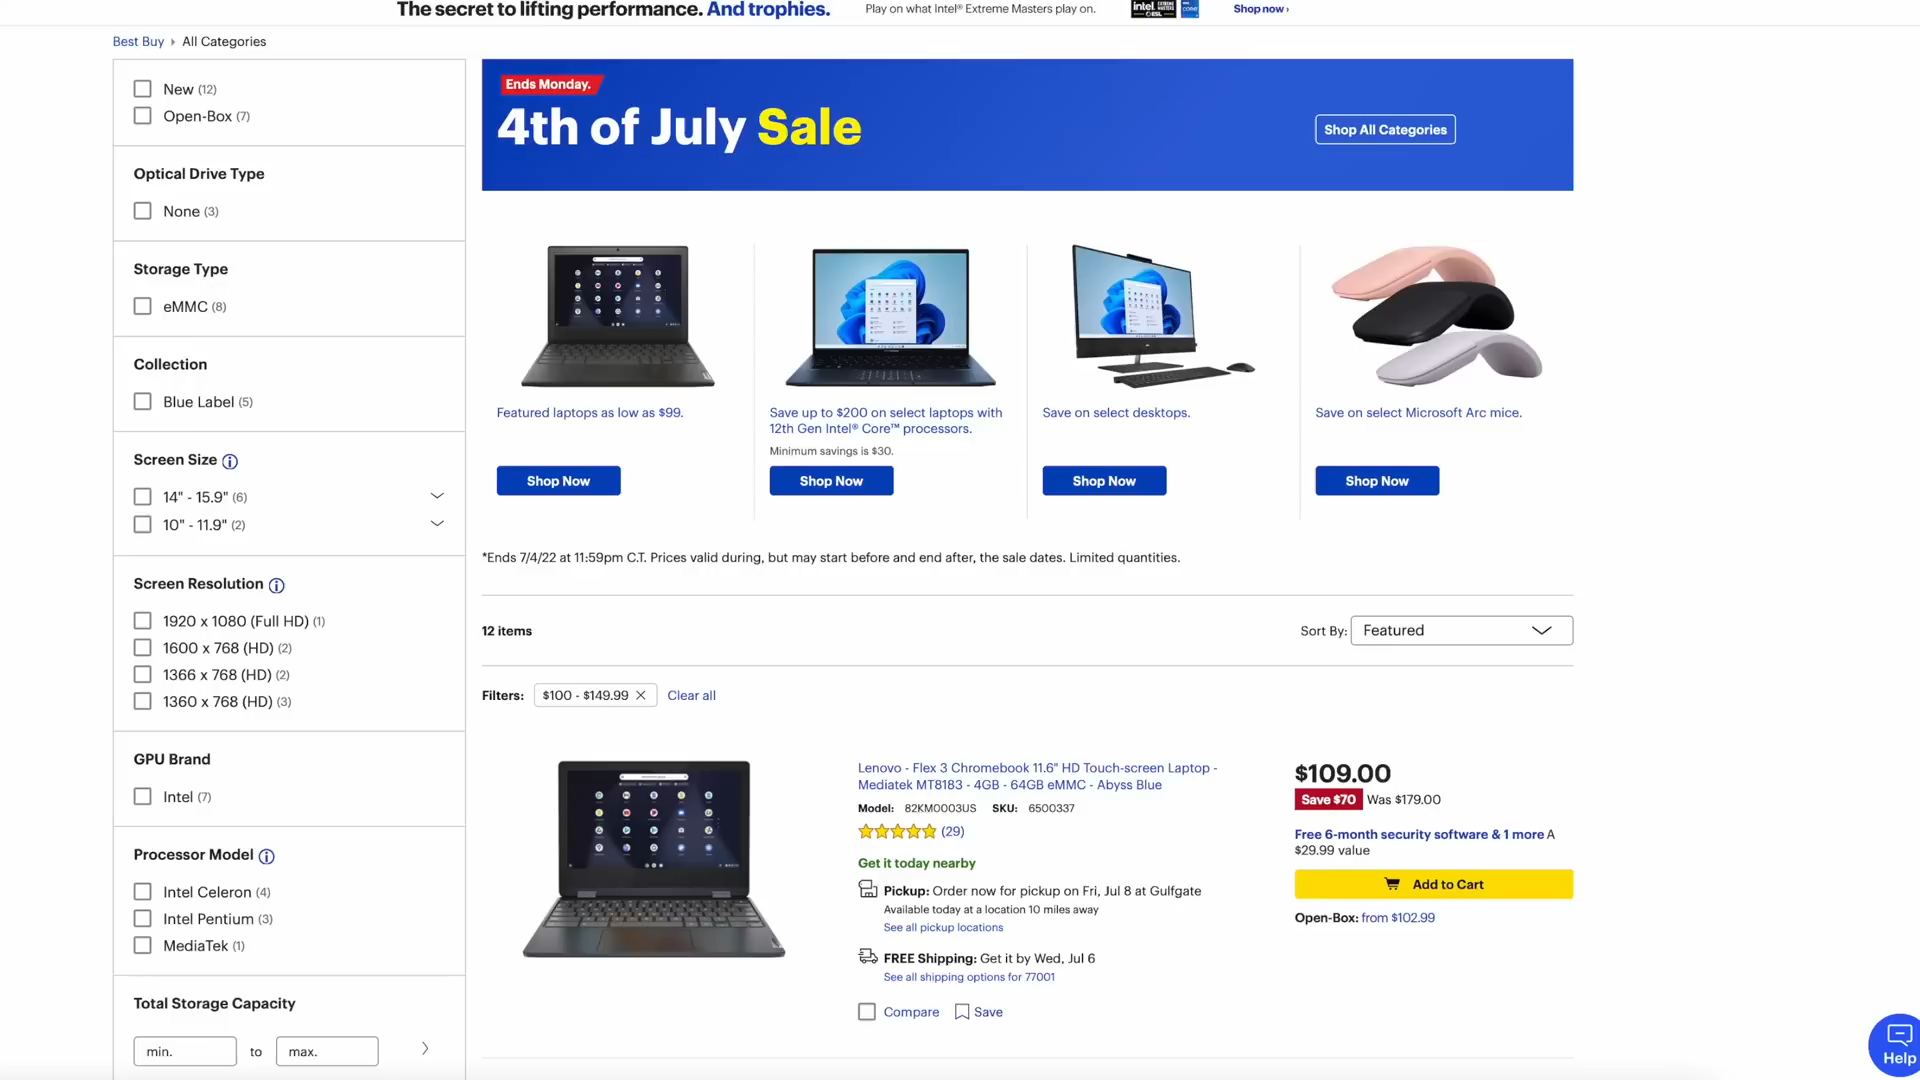 The secret to lifting performance. And trophies.
Play on what Intel® Extreme Masters play on.
Shop now ›
Best Buy › All Categories
New (12)
Open-Box (7)
Optical Drive Type
None (3)
Storage Type
eMMC (8)
Collection
Blue Label (5)
Screen Size
14" - 15.9" (6)
10" - 11.9" (2)
Screen Resolution
1920 x 1080 (Full HD) (1)
1600 x 768 (HD) (2)
1366 x 768 (HD) (2)
1360 x 768 (HD) (3)
GPU Brand
Intel (7)
Processor Model
Intel Celeron (4)
Intel Pentium (3)
MediaTek (1)
Total Storage Capacity
min. to max.
Ends Monday.
4th of July Sale
Shop All Categories
Featured laptops as low as $99.
Shop Now
Save up to $200 on select laptops with
12th Gen Intel® Core™ processors.
Minimum savings is $30.
Shop Now
Save on select desktops.
Shop Now
Save on select Microsoft Arc mice.
Shop Now
*Ends 7/4/22 at 11:59pm C.T. Prices valid during, but may start before and end after, the sale dates. Limited quantities.
12 items
Sort By: Featured
Filters: $100 - $149.99 Clear all
Lenovo - Flex 3 Chromebook 11.6" HD Touch-screen Laptop -
Mediatek MT8183 - 4GB - 64GB eMMC - Abyss Blue
Model: 82KM0003US SKU: 6500337
(29)
Get it today nearby
Pickup: Order now for pickup on Fri, Jul 8 at Gulfgate
Available today at a location 10 miles away
See all pickup locations
FREE Shipping: Get it by Wed, Jul 6
See all shipping options for 77001
Compare Save
$109.00
Save $70 Was $179.00
Free 6-month security software & 1 more A
$29.99 value
Add to Cart
Open-Box: from $102.99
Help